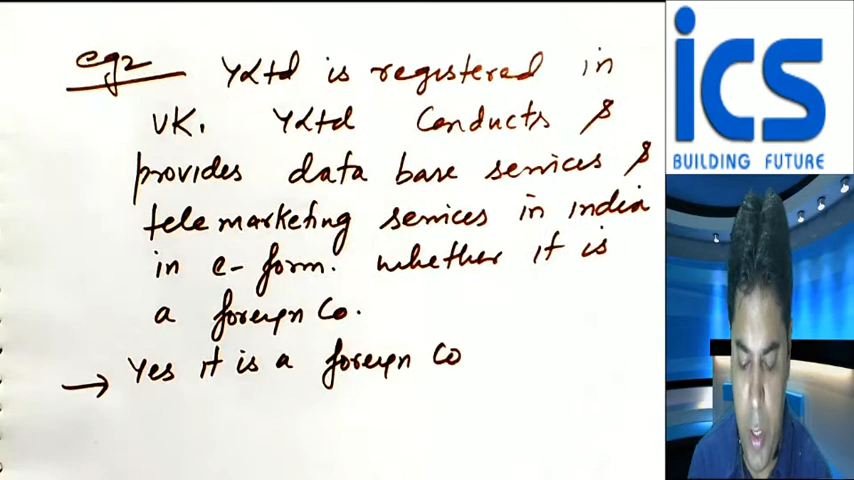 eg2 Y Ltd is registered in
UK. Y Ltd Conducts &
provides data base services &
telemarketing services in India
in e-form. whether it is
a foreign Co.
→ Yes it is a foreign Co
ICS
BUILDING FUTURE